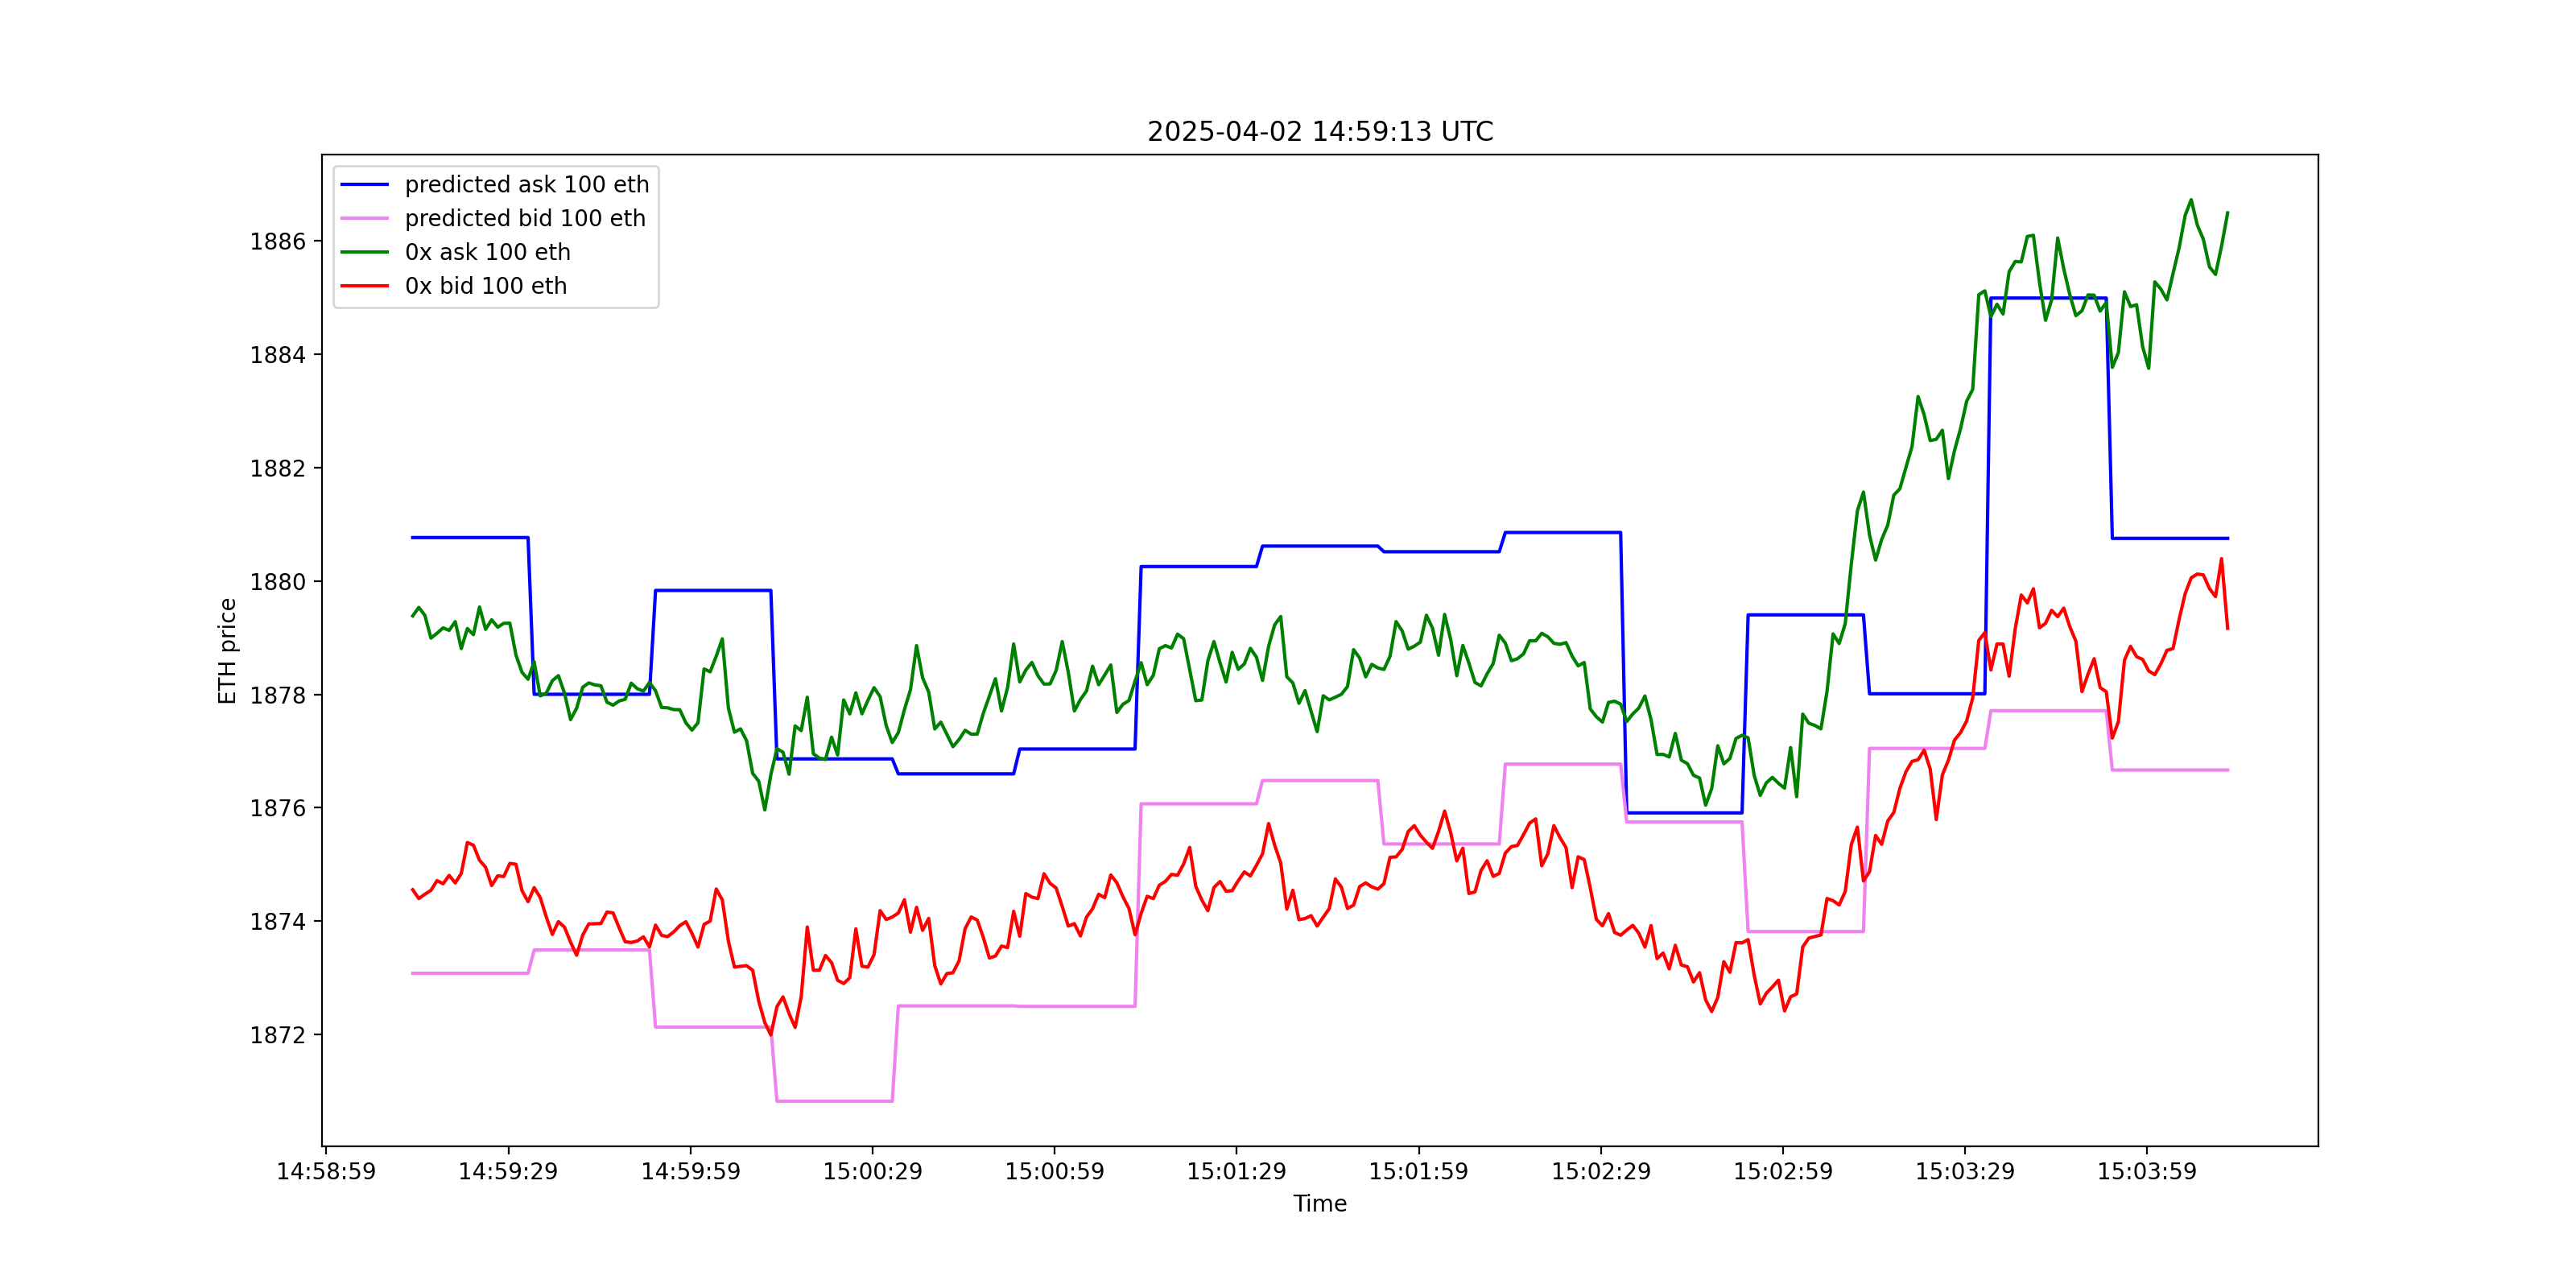 2025-04-02 14:59:13 UTC
predicted ask 100 eth
predicted bid 100 eth
0x ask 100 eth
0x bid 100 eth
ETH price
1886
1884
1882
1880
1878
1876
1874
1872
14:58:59 14:59:29 14:59:59 15:00:29 15:00:59 15:01:29 15:01:59 15:02:29 15:02:59 15:03:29 15:03:59
Time